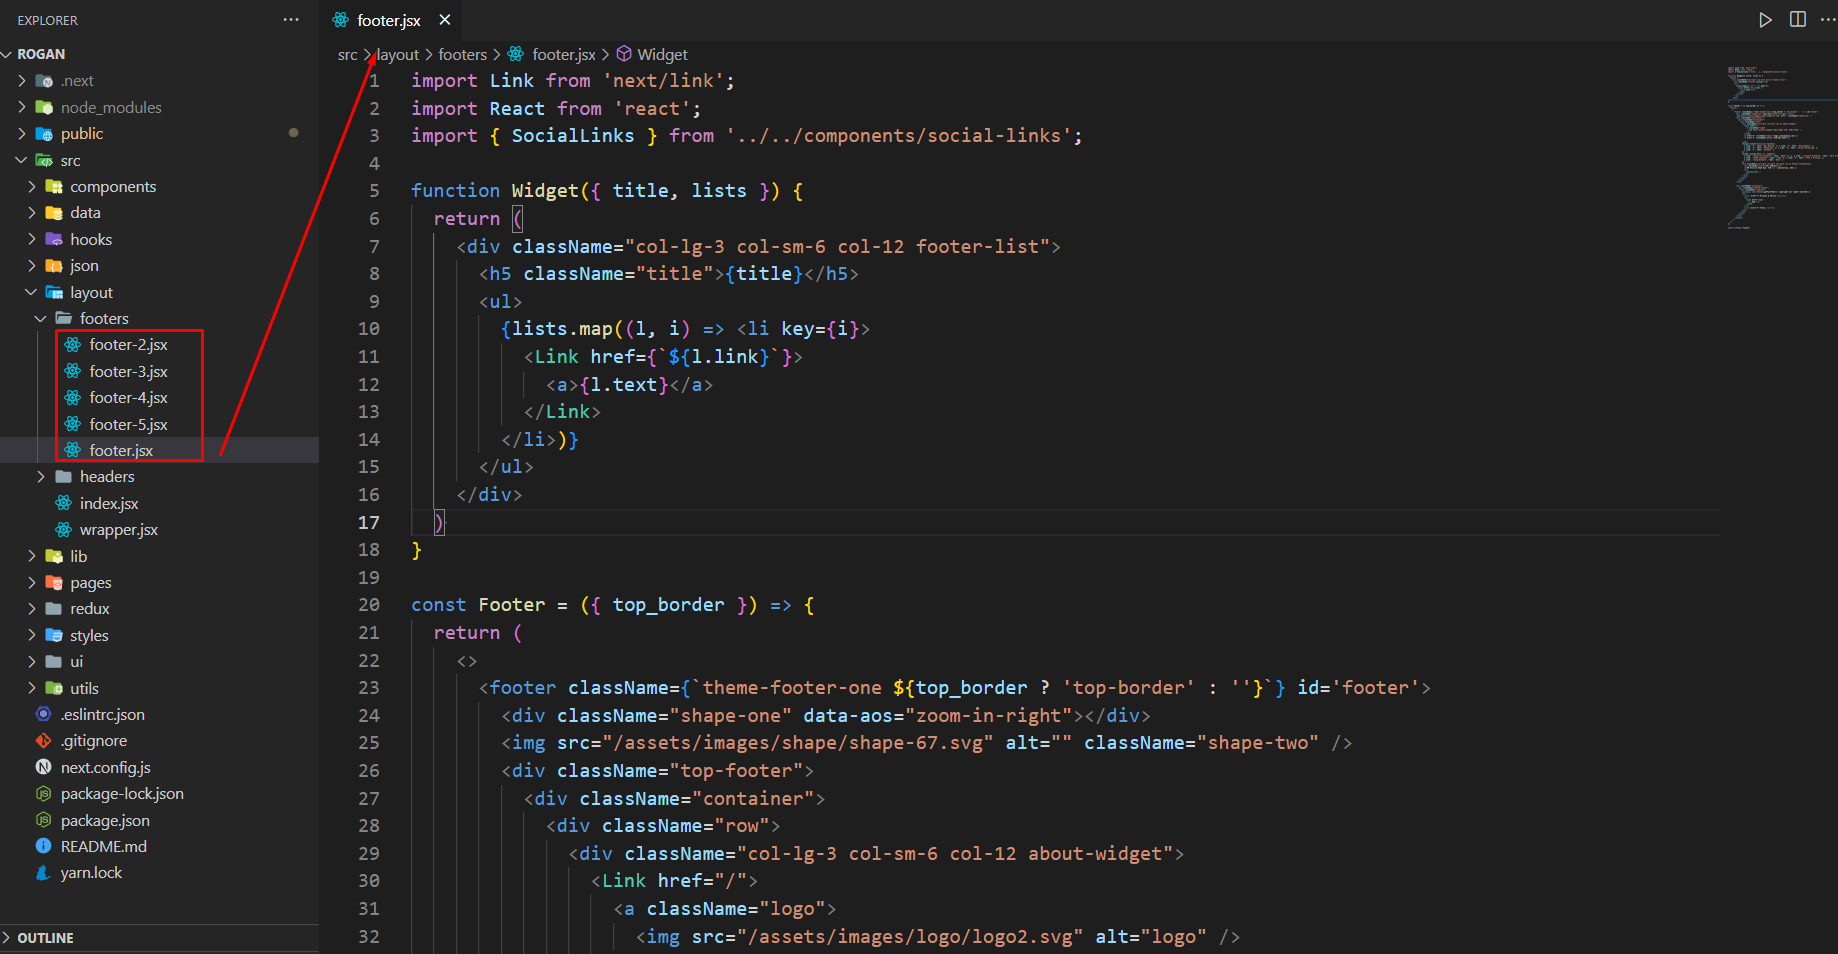 EXPLORER
ROGAN
.next
node_modules
public
src
components
data
hooks
json
layout
footers
footer-2.jsx
footer-3.jsx
footer-4.jsx
footer-5.jsx
footer.jsx
headers
index.jsx
wrapper.jsx
lib
pages
redux
styles
ui
utils
.eslintrc.json
.gitignore
next.config.js
package-lock.json
package.json
README.md
yarn.lock
OUTLINE
footer.jsx
src > layout > footers > footer.jsx > Widget
1 import Link from 'next/link';
2 import React from 'react';
3 import { SocialLinks } from '../../components/social-links';
4
5 function Widget({ title, lists }) {
6 return (
7 <div className="col-lg-3 col-sm-6 col-12 footer-list">
8 <h5 className="title">{title}</h5>
9 <ul>
10 {lists.map((l, i) => <li key={i}>
11 <Link href={`${l.link}`}>
12 <a>{l.text}</a>
13 </Link>
14 </li>)}
15 </ul>
16 </div>
17 )
18 }
19
20 const Footer = ({ top_border }) => {
21 return (
22 <>
23 <footer className={`theme-footer-one ${top_border ? 'top-border' : ''}`} id='footer'>
24 <div className="shape-one" data-aos="zoom-in-right"></div>
25 <img src="/assets/images/shape/shape-67.svg" alt="" className="shape-two" />
26 <div className="top-footer">
27 <div className="container">
28 <div className="row">
29 <div className="col-lg-3 col-sm-6 col-12 about-widget">
30 <Link href="/">
31 <a className="logo">
32 <img src="/assets/images/logo/logo2.svg" alt="logo" />